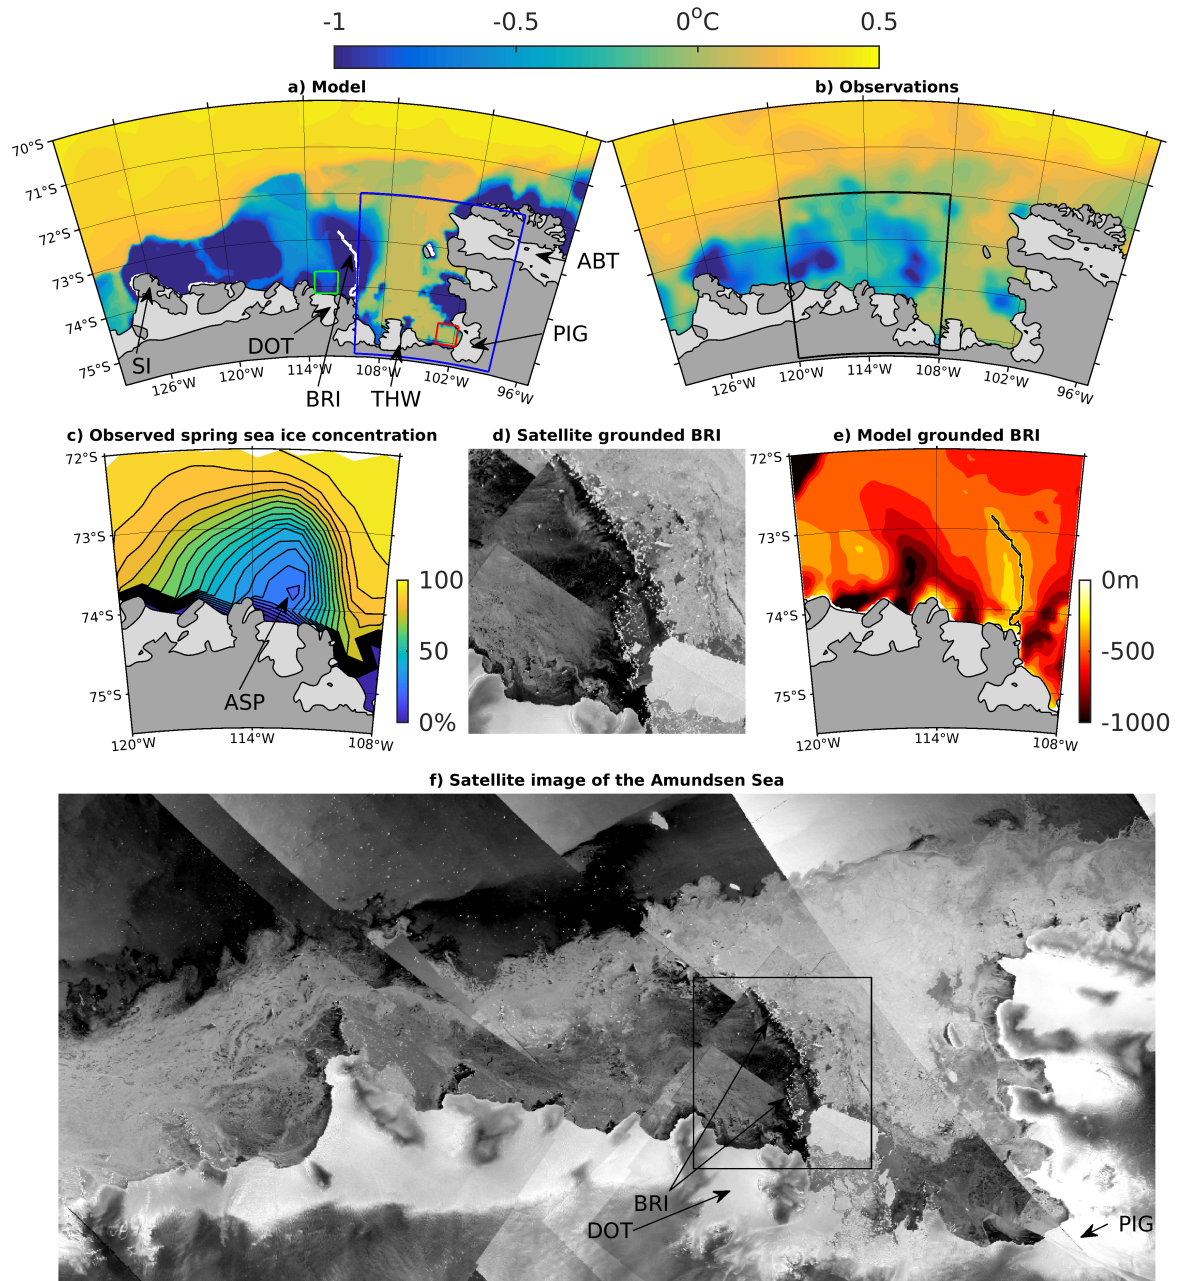 -1 -0.5 0°C 0.5
a) Model
b) Observations
70°S
71°S
72°S
73°S
74°S
75°S
126°W 120°W 114°W 108°W 102°W 96°W
SI
DOT
BRI
THW
PIG
ABT
126°W 120°W 114°W 108°W 102°W 96°W
c) Observed spring sea ice concentration
72°S
73°S
74°S
75°S
120°W 114°W 108°W
ASP
100
50
0%
d) Satellite grounded BRI
e) Model grounded BRI
72°S
73°S
74°S
75°S
120°W 114°W 108°W
0m
-500
-1000
f) Satellite image of the Amundsen Sea
BRI
DOT
PIG